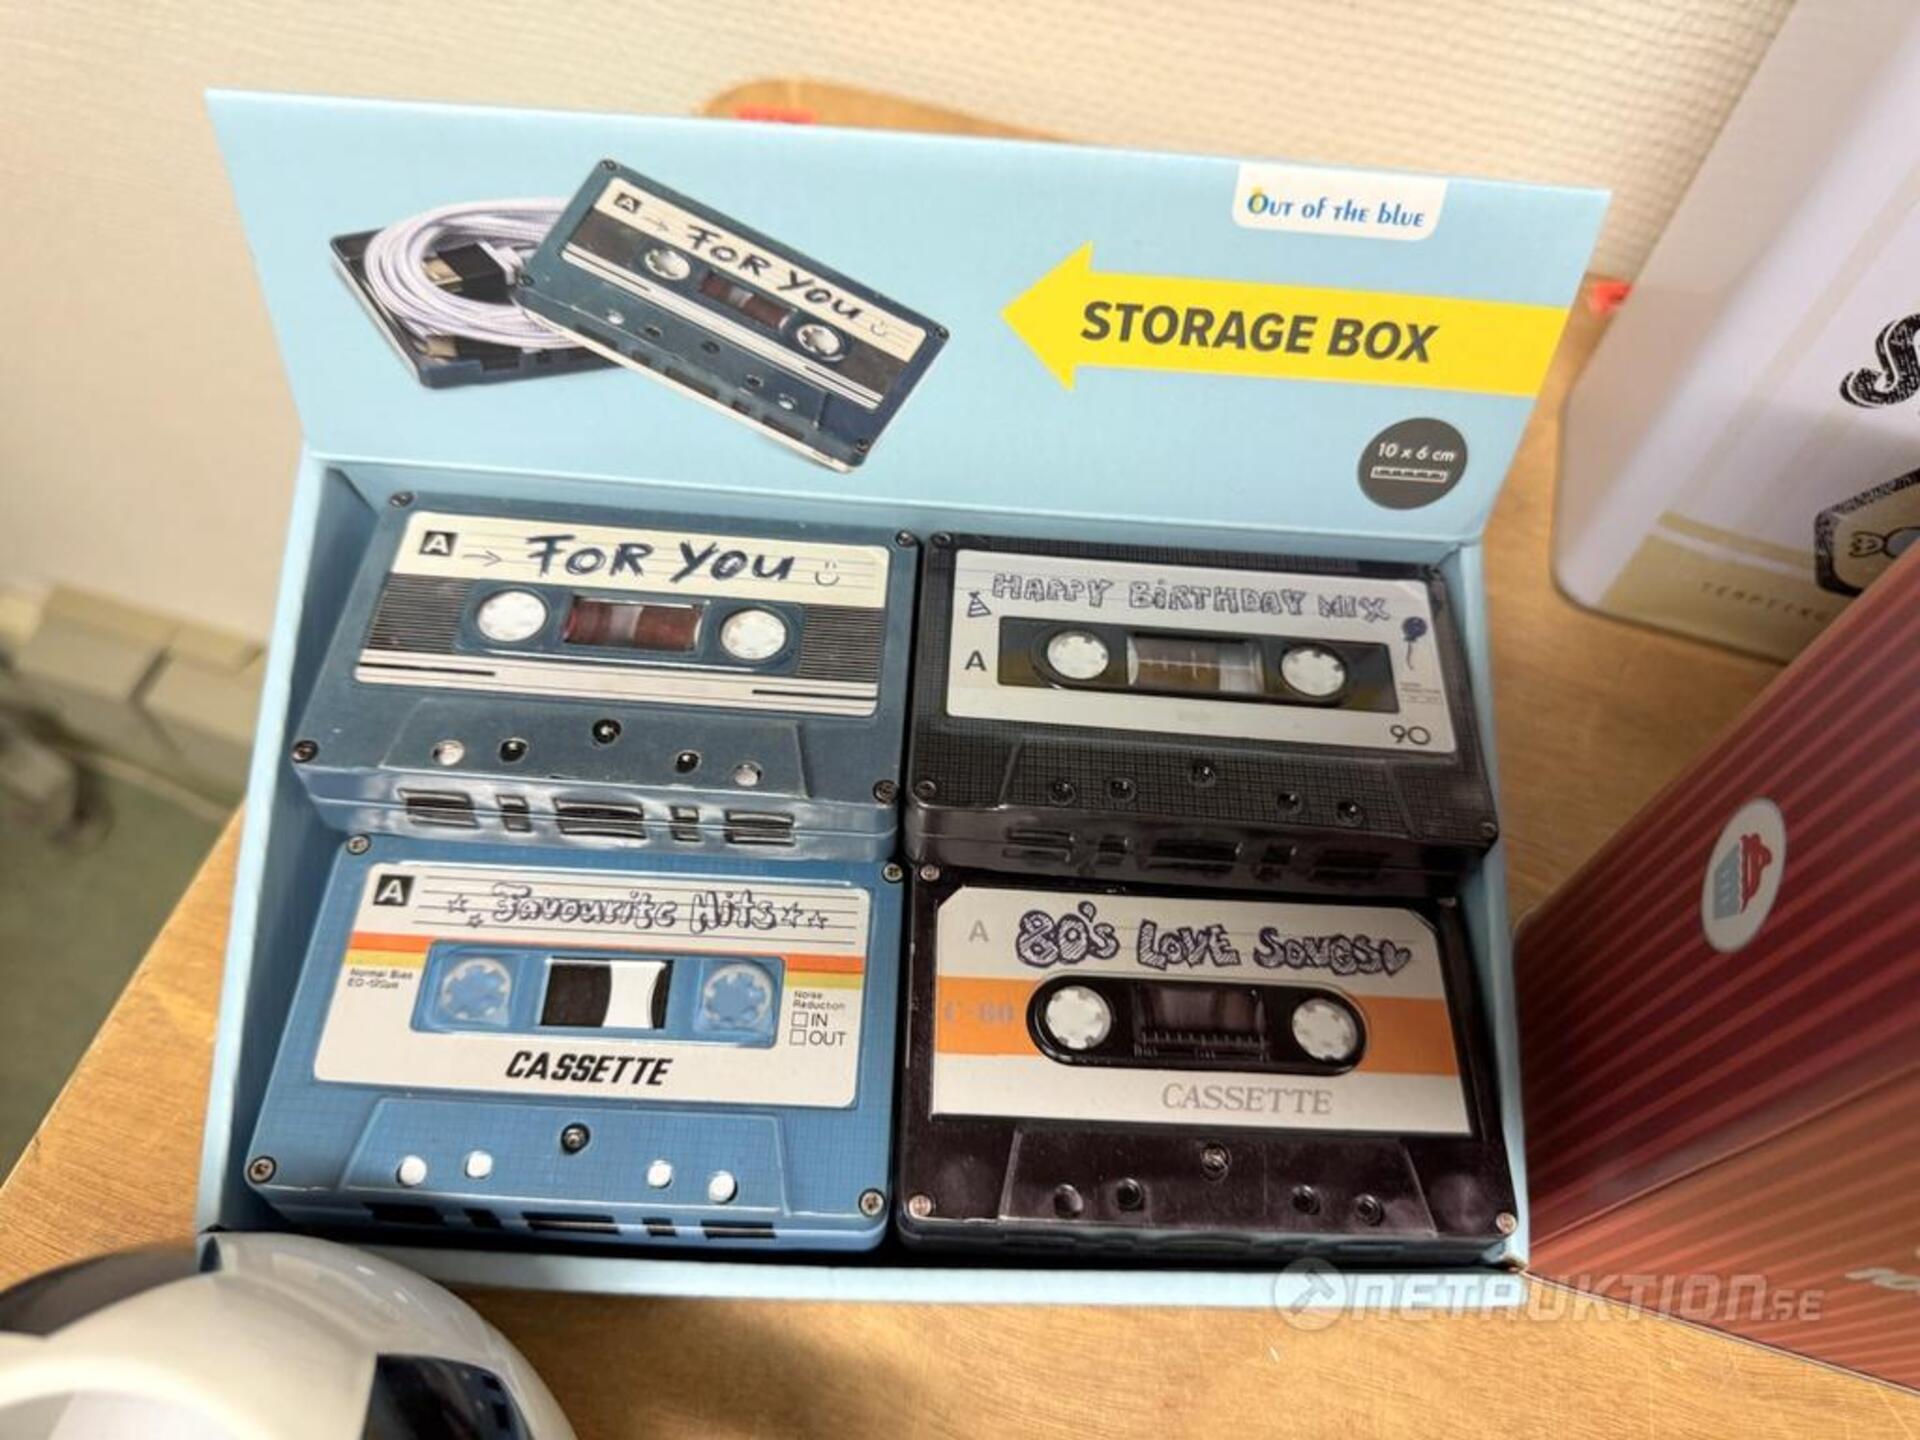 Out of the blue
A
FOR YOU
STORAGE BOX
10 x 6 cm
A
FOR YOU
HAPPY BIRTHDAY MIX
A
90
A
Favourite Hits
Normal Bias
Noise
Reduction
IN
OUT
CASSETTE
A
80's LOVE SONGS
C-60
CASSETTE
NETAUKTION.SE